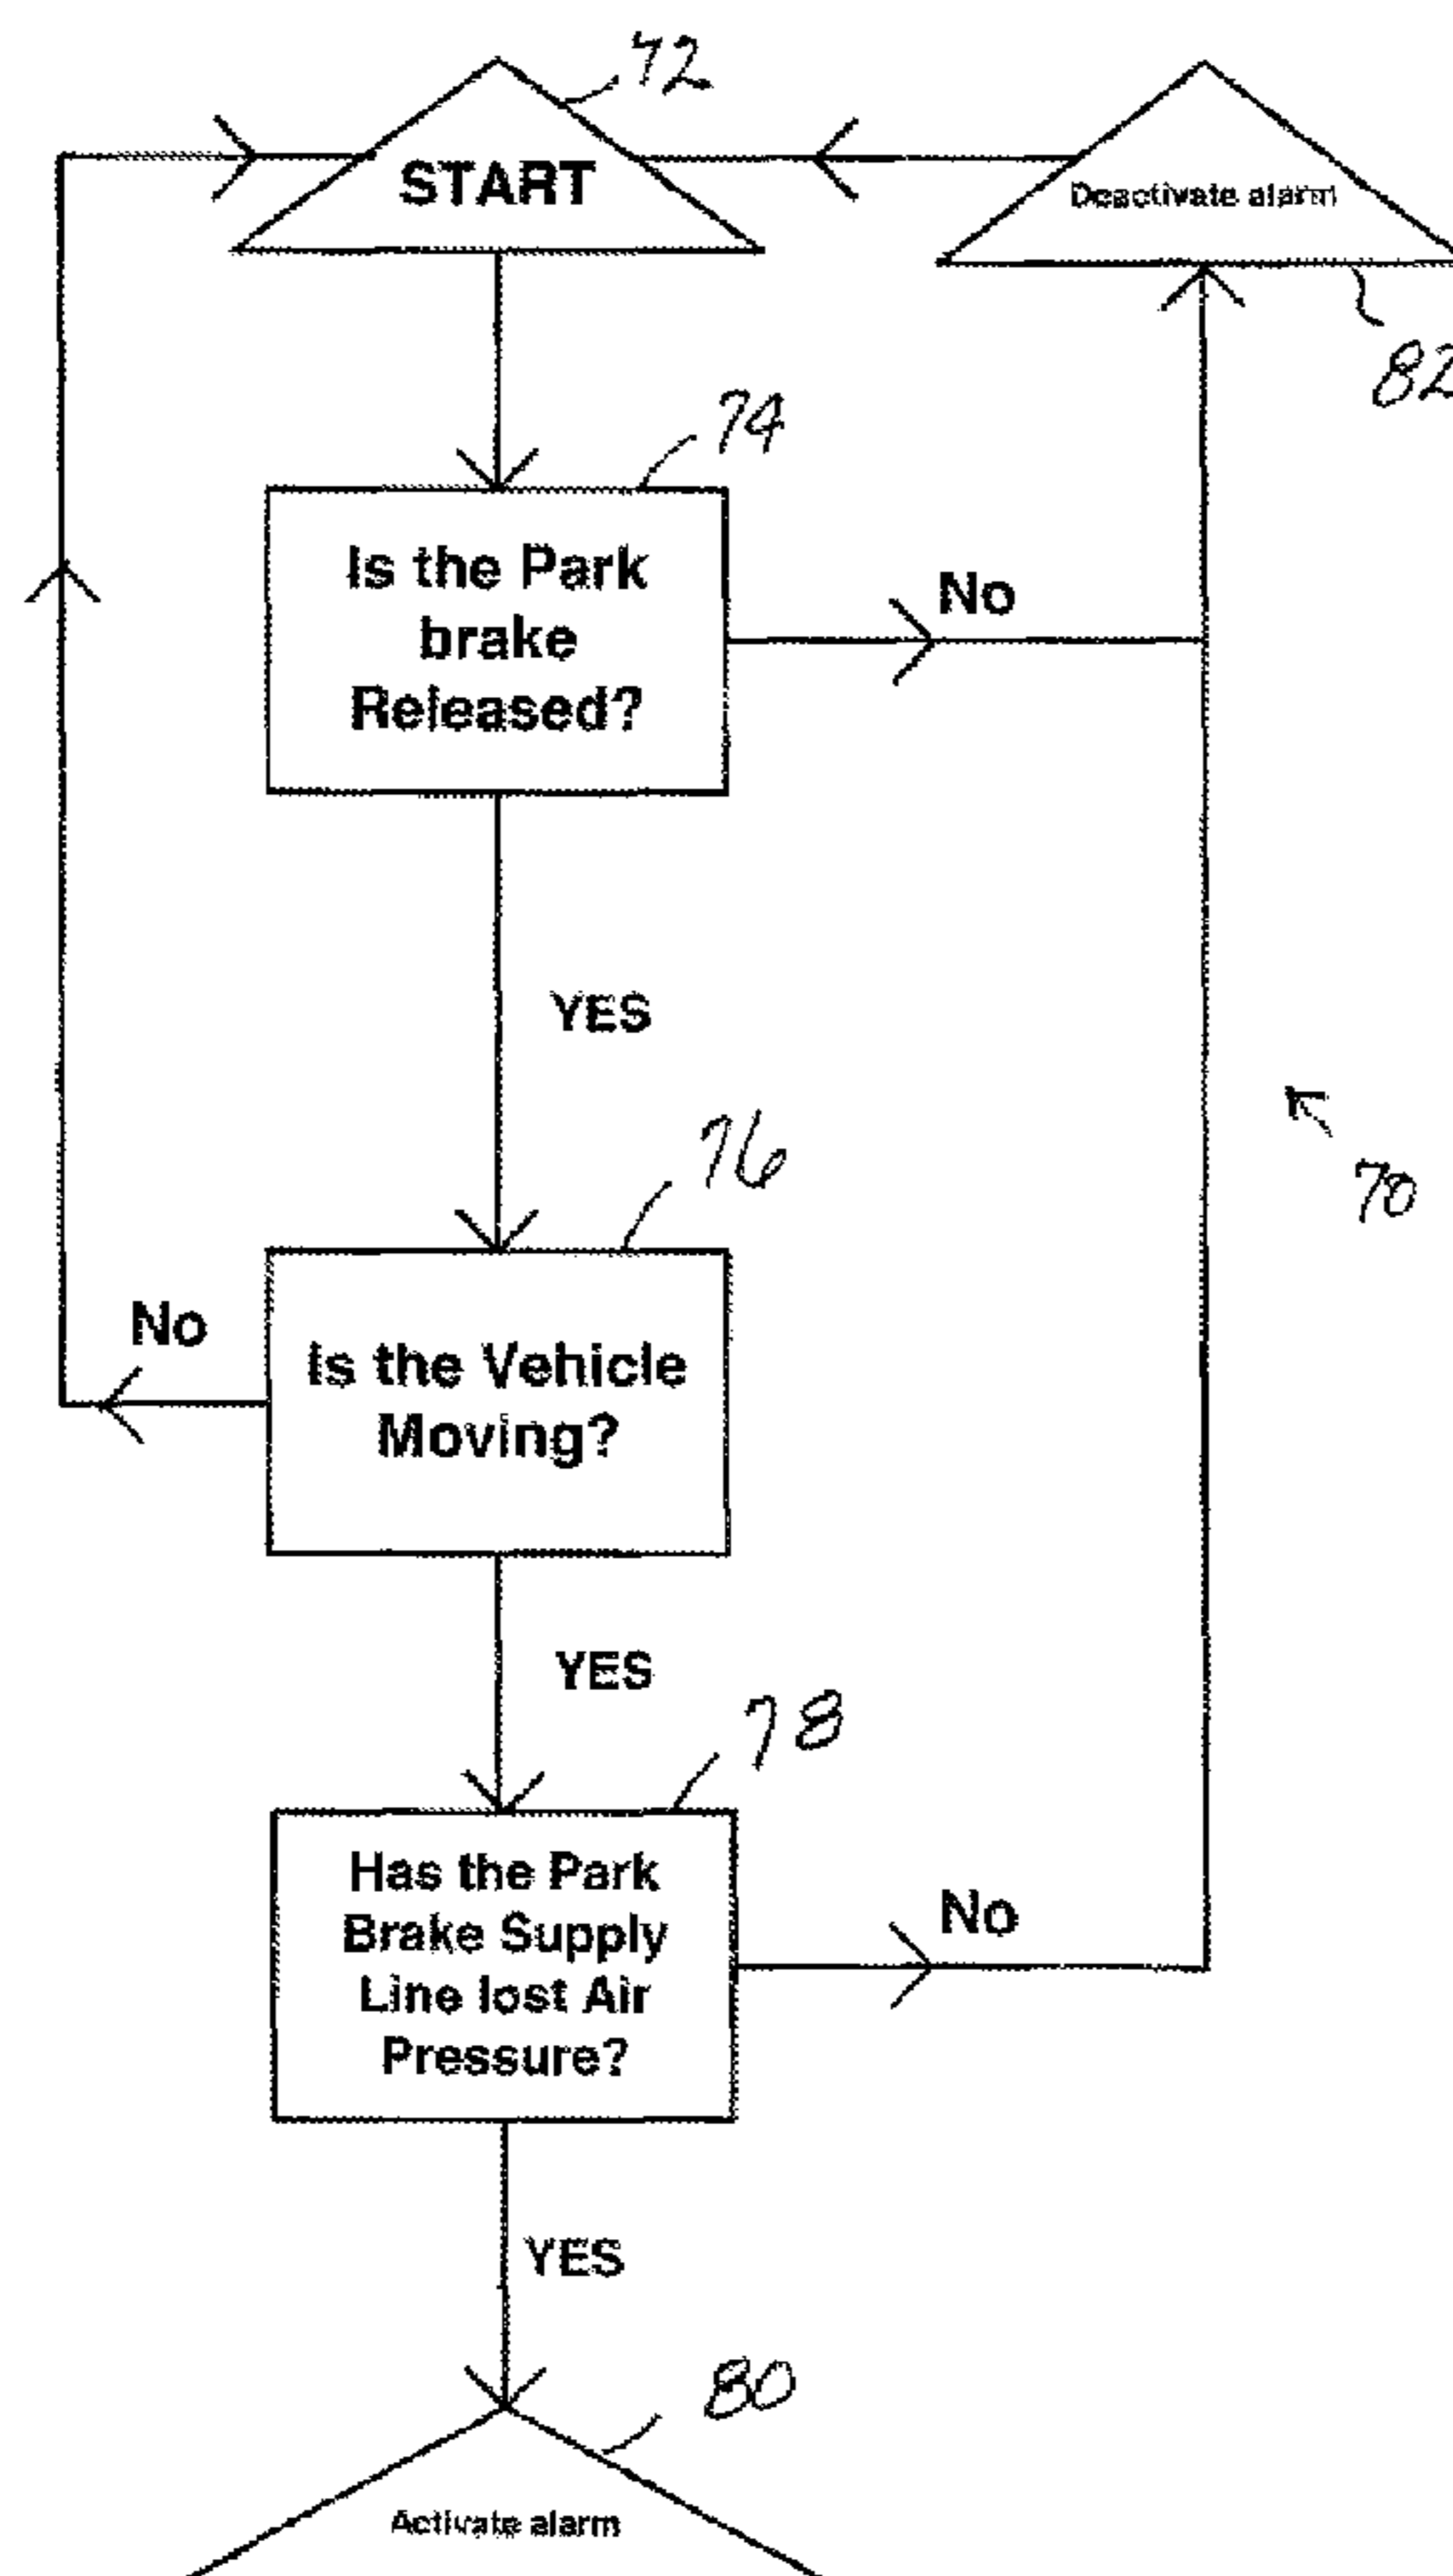 72
START
Deactivate alarm
82
74
Is the Park
brake
Released?
No
YES
76
70
No
Is the Vehicle
Moving?
YES
78
Has the Park
Brake Supply
Line lost Air
Pressure?
No
YES
80
Activate alarm